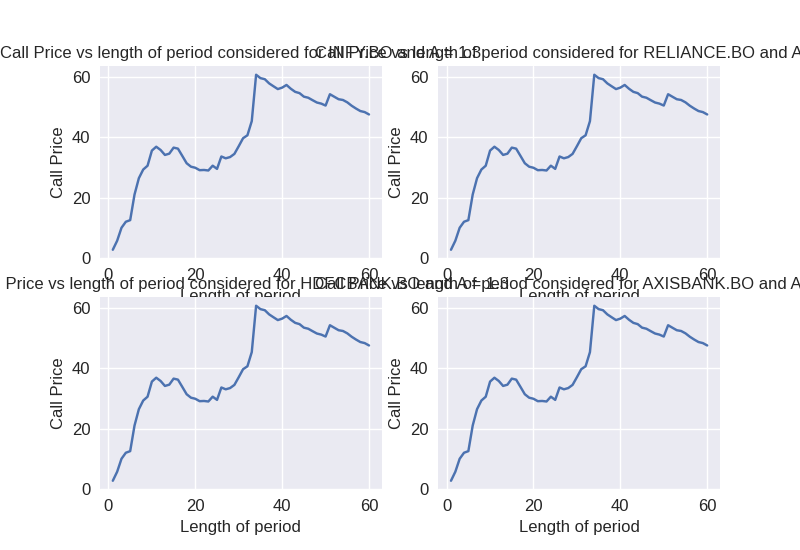 Call Price vs length of period considered for INFY.BO and A = 1.3
Call Price vs length of period considered for RELIANCE.BO and A
60
40
20
0
Call Price
0 20 40 60
Length of period
60
40
20
0
Call Price
0 20 40 60
Length of period
Price vs length of period considered for HDFCBANK.BO and A = 1.3
Call Price vs length of period considered for AXISBANK.BO and A
60
40
20
0
Call Price
0 20 40 60
Length of period
60
40
20
0
Call Price
0 20 40 60
Length of period